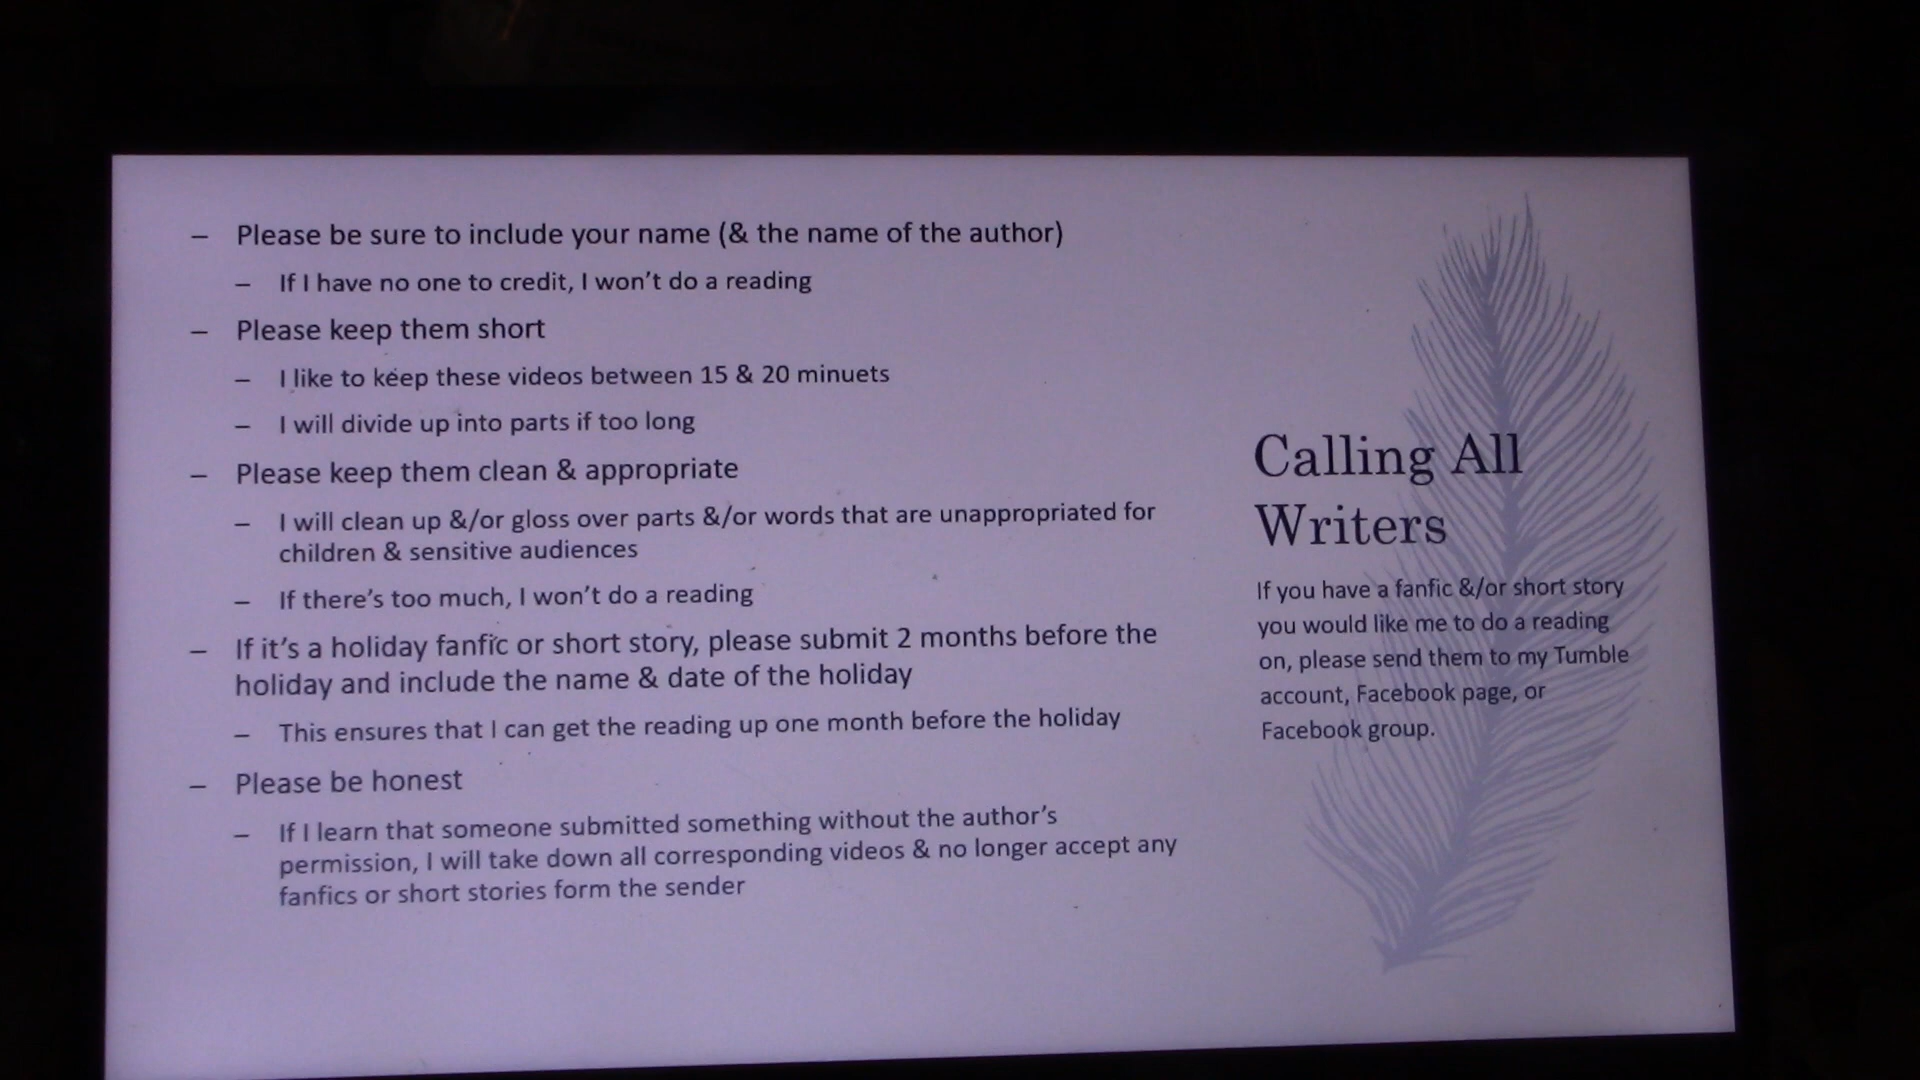 – Please be sure to include your name (& the name of the author)
– If I have no one to credit, I won't do a reading
– Please keep them short
– I like to keep these videos between 15 & 20 minuets
– I will divide up into parts if too long
– Please keep them clean & appropriate
– I will clean up &/or gloss over parts &/or words that are unappropriated for
children & sensitive audiences
– If there's too much, I won't do a reading
– If it's a holiday fanfic or short story, please submit 2 months before the
holiday and include the name & date of the holiday
– This ensures that I can get the reading up one month before the holiday
– Please be honest
– If I learn that someone submitted something without the author's
permission, I will take down all corresponding videos & no longer accept any
fanfics or short stories form the sender
Calling All
Writers
If you have a fanfic &/or short story
you would like me to do a reading
on, please send them to my Tumble
account, Facebook page, or
Facebook group.